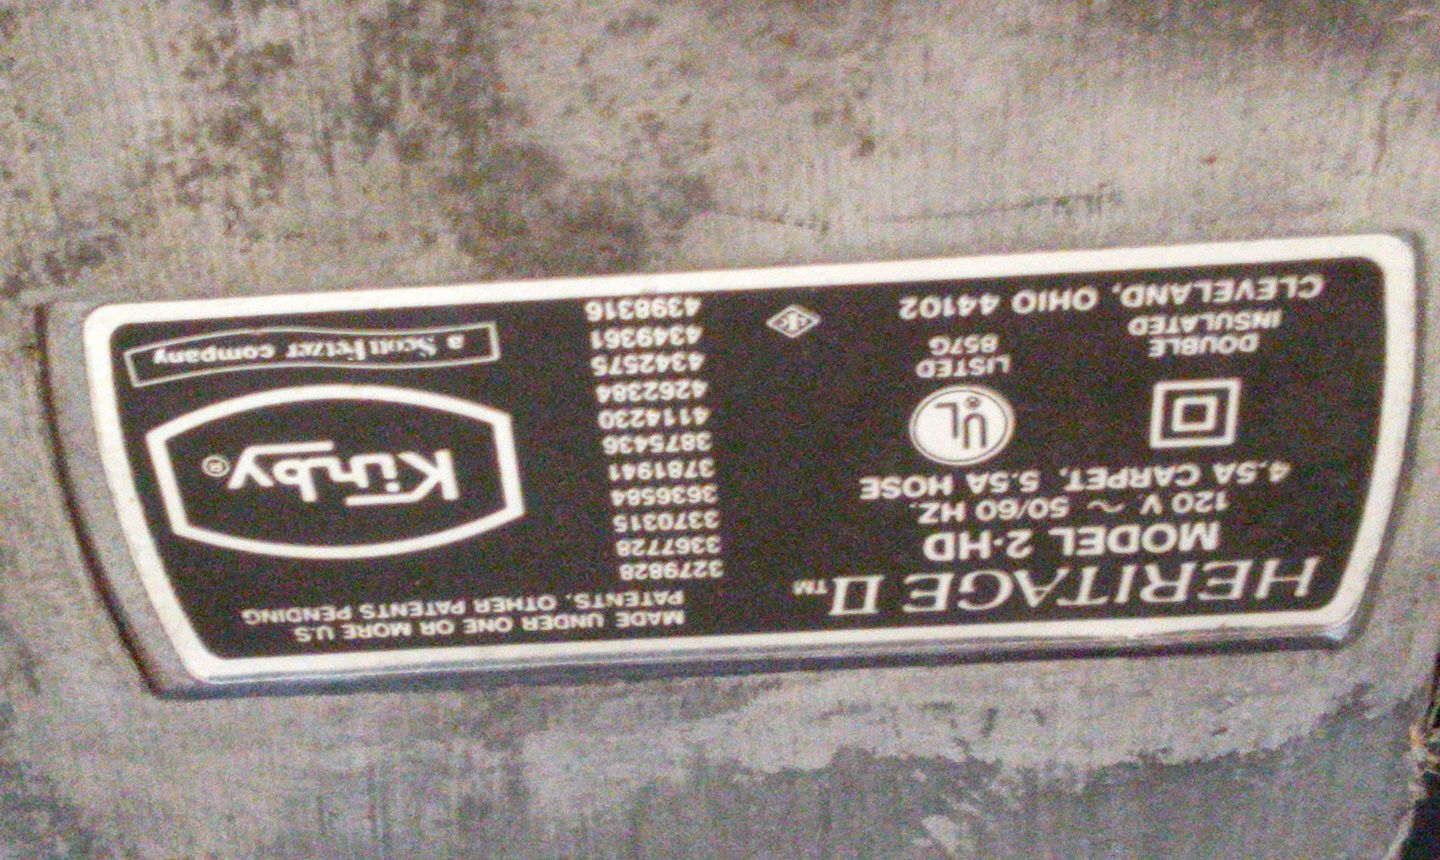 HERITAGE II™
MODEL 2-HD
120 V. ~ 50/60 HZ.
4.5A CARPET, 5.5A HOSE
UL®
LISTED
857G
DOUBLE
INSULATED
CLEVELAND, OHIO 44102
MADE UNDER ONE OR MORE U.S.
PATENTS, OTHER PATENTS PENDING
3279828
3367728
3370315
3636584
3781941
3875436
4114230
4262384
4342575
4349361
4398316
Kirby®
a Scott Fetzer company